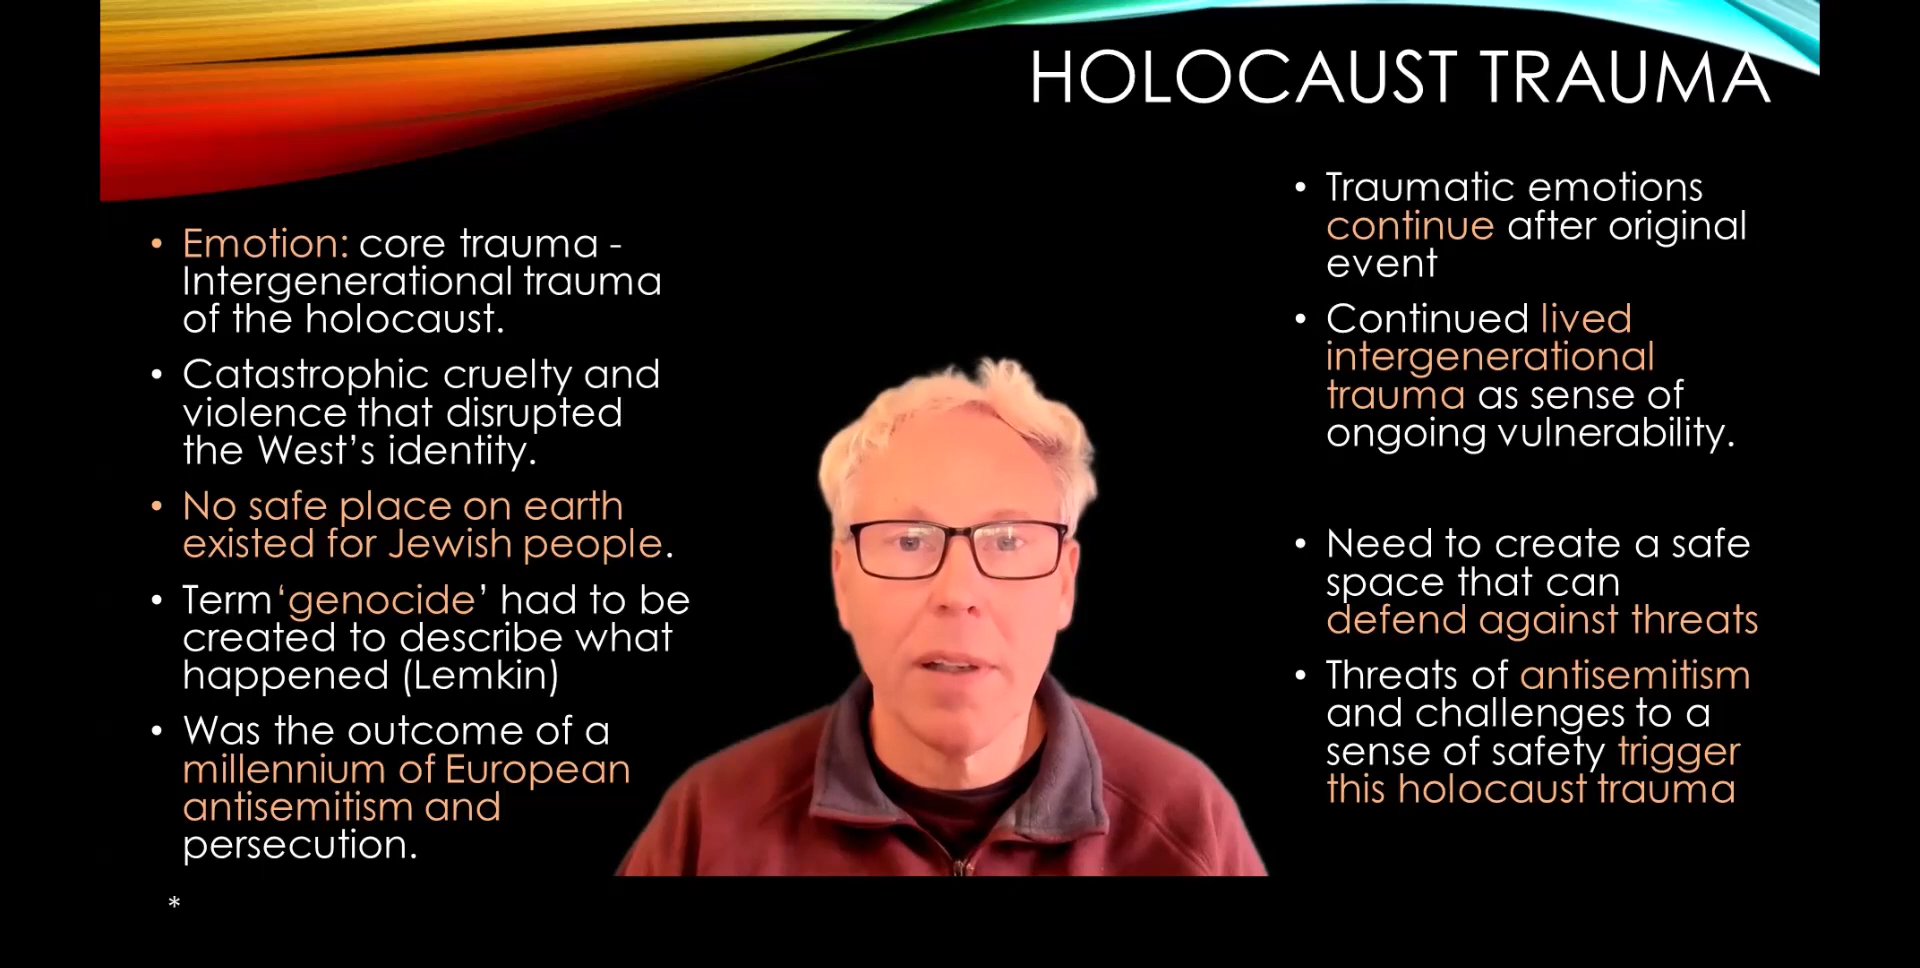 HOLOCAUST TRAUMA
• Emotion: core trauma -
Intergenerational trauma
of the holocaust.
• Catastrophic cruelty and
violence that disrupted
the West’s identity.
• No safe place on earth
existed for Jewish people.
• Term ‘genocide’ had to be
created to describe what
happened (Lemkin)
• Was the outcome of a
millennium of European
antisemitism and
persecution.
*
• Traumatic emotions
continue after original
event
• Continued lived
intergenerational
trauma as sense of
ongoing vulnerability.
• Need to create a safe
space that can
defend against threats
• Threats of antisemitism
and challenges to a
sense of safety trigger
this holocaust trauma